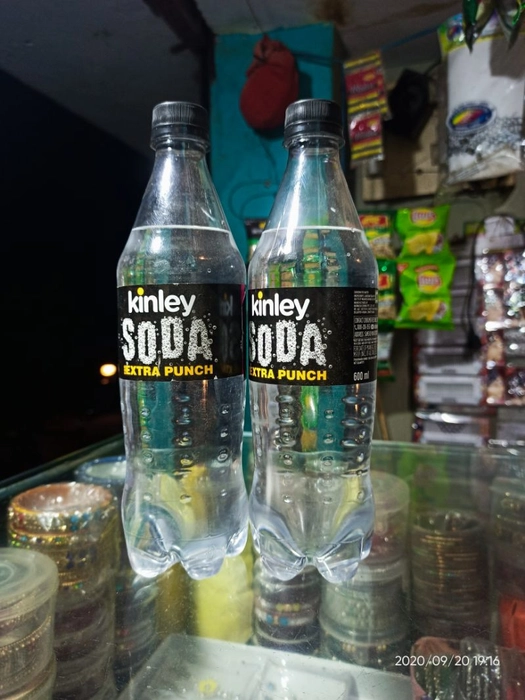 kinley
SODA
EXTRA PUNCH
kinley
SODA
EXTRA PUNCH
600 ml
2020/09/20 19:16